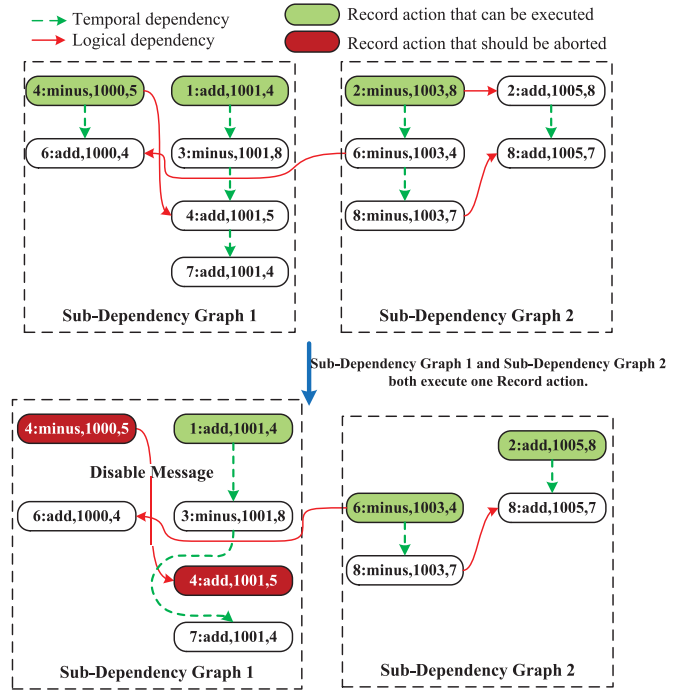 Temporal dependency
Logical dependency
Record action that can be executed
Record action that should be aborted
4:minus,1000,5
1:add,1001,4
6:add,1000,4
3:minus,1001,8
4:add,1001,5
7:add,1001,4
Sub-Dependency Graph 1
2:minus,1003,8
2:add,1005,8
6:minus,1003,4
8:add,1005,7
8:minus,1003,7
Sub-Dependency Graph 2
Sub-Dependency Graph 1 and Sub-Dependency Graph 2
both execute one Record action.
4:minus,1000,5
1:add,1001,4
Disable Message
6:add,1000,4
3:minus,1001,8
4:add,1001,5
7:add,1001,4
Sub-Dependency Graph 1
2:add,1005,8
6:minus,1003,4
8:add,1005,7
8:minus,1003,7
Sub-Dependency Graph 2